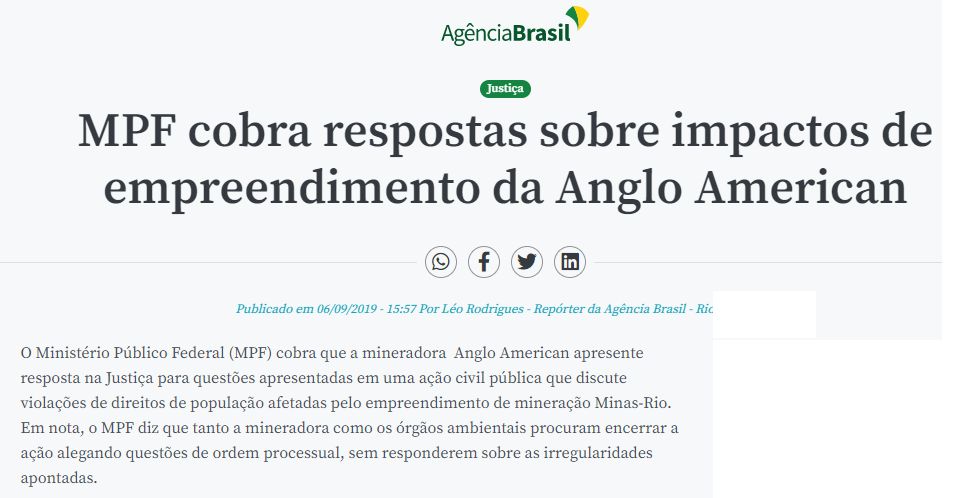 AgênciaBrasil
Justiça
MPF cobra respostas sobre impactos de
empreendimento da Anglo American
Publicado em 06/09/2019 - 15:57 Por Léo Rodrigues - Repórter da Agência Brasil - Rio
O Ministério Público Federal (MPF) cobra que a mineradora Anglo American apresente
resposta na Justiça para questões apresentadas em uma ação civil pública que discute
violações de direitos de população afetadas pelo empreendimento de mineração Minas-Rio.
Em nota, o MPF diz que tanto a mineradora como os órgãos ambientais procuram encerrar a
ação alegando questões de ordem processual, sem responderem sobre as irregularidades
apontadas.